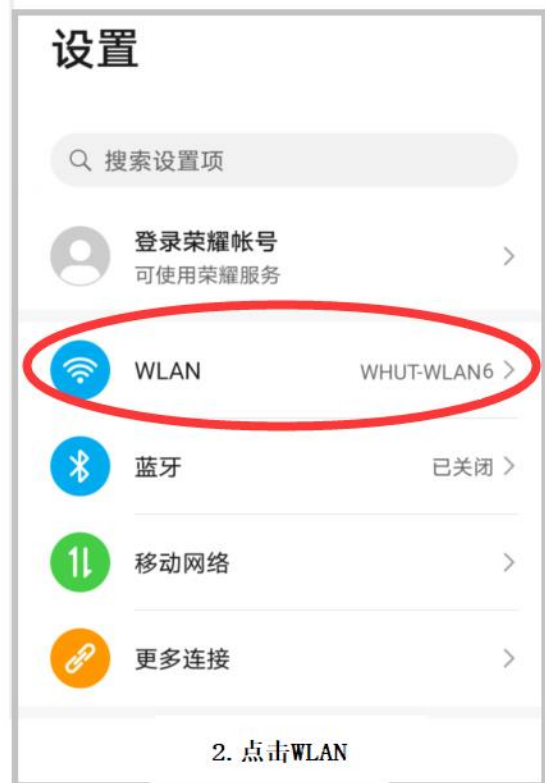 设置
搜索设置项
登录荣耀帐号
可使用荣耀服务
WLAN WHUT-WLAN6
蓝牙 已关闭
移动网络
更多连接
2. 点击WLAN